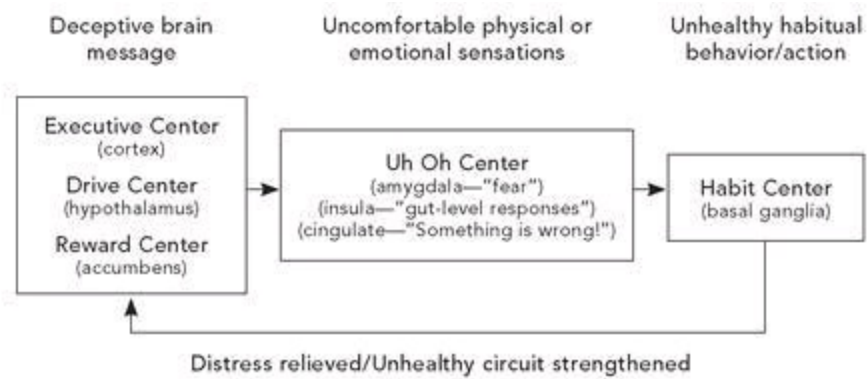 Deceptive brain
message
Uncomfortable physical or
emotional sensations
Unhealthy habitual
behavior/action
Executive Center
(cortex)
Drive Center
(hypothalamus)
Reward Center
(accumbens)
Uh Oh Center
(amygdala—"fear")
(insula—"gut-level responses")
(cingulate—"Something is wrong!")
Habit Center
(basal ganglia)
Distress relieved/Unhealthy circuit strengthened